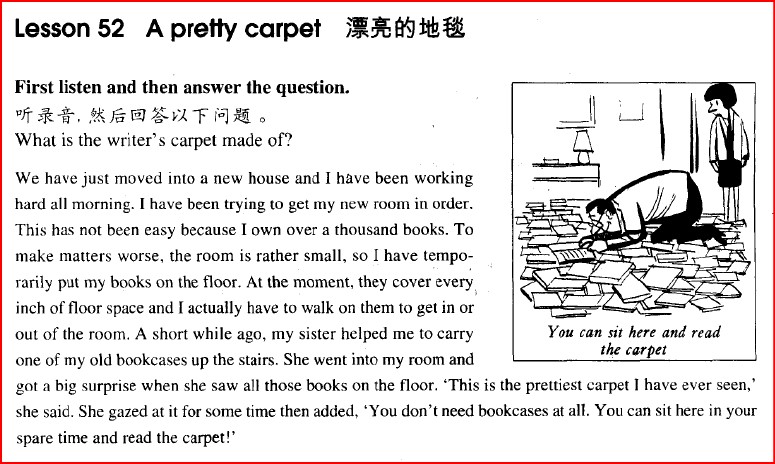 Lesson 52 A pretty carpet 漂亮的地毯
First listen and then answer the question.
听录音，然后回答以下问题。
What is the writer's carpet made of?
We have just moved into a new house and I have been working
hard all morning. I have been trying to get my new room in order.
This has not been easy because I own over a thousand books. To
make matters worse, the room is rather small, so I have tempo-
rarily put my books on the floor. At the moment, they cover every
inch of floor space and I actually have to walk on them to get in or
out of the room. A short while ago, my sister helped me to carry
one of my old bookcases up the stairs. She went into my room and
got a big surprise when she saw all those books on the floor. 'This is the prettiest carpet I have ever seen,'
she said. She gazed at it for some time then added, 'You don't need bookcases at all. You can sit here in your
spare time and read the carpet!'
You can sit here and read
the carpet